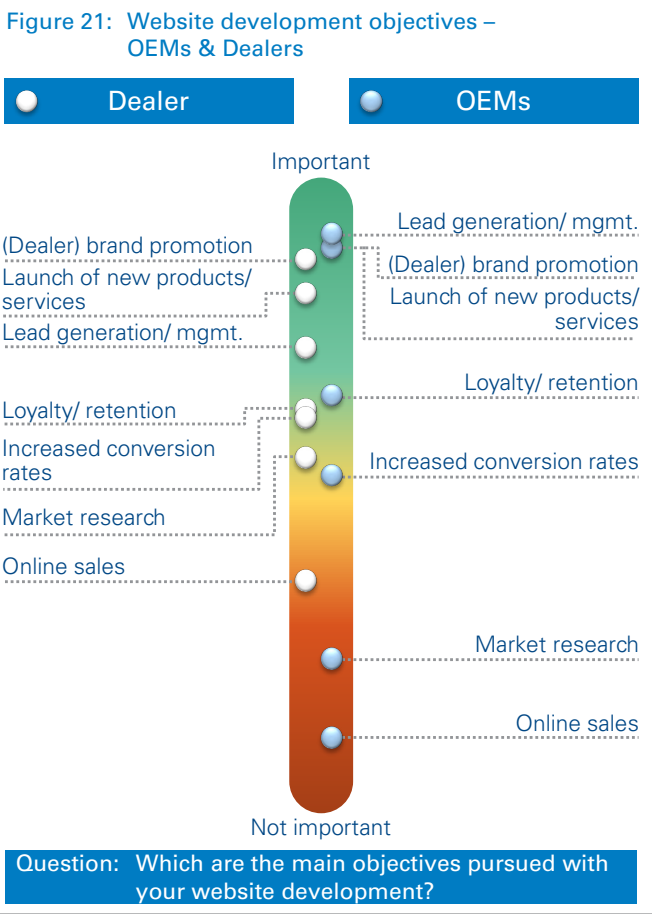 Figure 21: Website development objectives –
OEMs & Dealers
Dealer
OEMs
Important
(Dealer) brand promotion
Launch of new products/
services
Lead generation/ mgmt.
Loyalty/ retention
Increased conversion
rates
Market research
Online sales
Lead generation/ mgmt.
(Dealer) brand promotion
Launch of new products/
services
Loyalty/ retention
Increased conversion rates
Market research
Online sales
Not important
Question: Which are the main objectives pursued with
your website development?